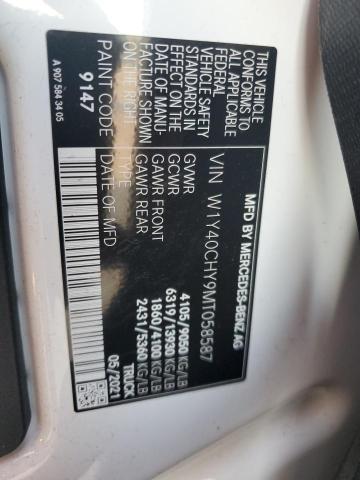 MFD BY MERCEDES-BENZ AG
VIN W1Y40CHY9MT058587
GVWR 4105/9050 KG/LB
GCWR 6319/13930 KG/LB
GAWR FRONT 1860/4100 KG/LB
GAWR REAR 2431/5360 KG/LB
TYPE TRUCK
DATE OF MFD 05/2021
THIS VEHICLE
CONFORMS TO
ALL APPLICABLE
U.S. FEDERAL MOTOR
VEHICLE SAFETY
STANDARDS IN
EFFECT ON THE
DATE OF MANU-
FACTURE SHOWN
ON THE RIGHT
PAINT CODE
9147
A 907 584 34 05